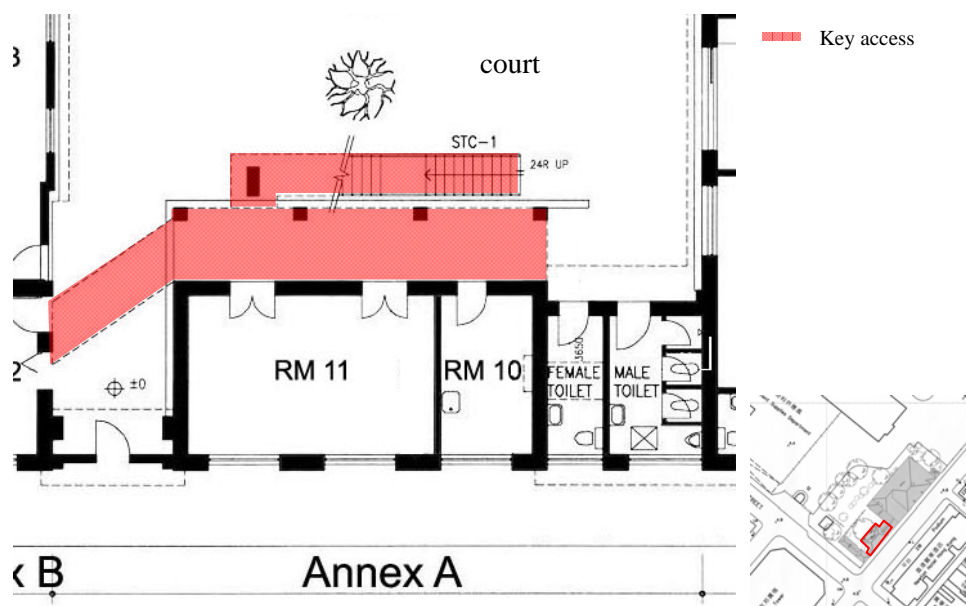 Key access
court
STC-1
24R UP
RM 11
RM 10
1650
FEMALE
TOILET
MALE
TOILET
±0
2
x B
Annex A